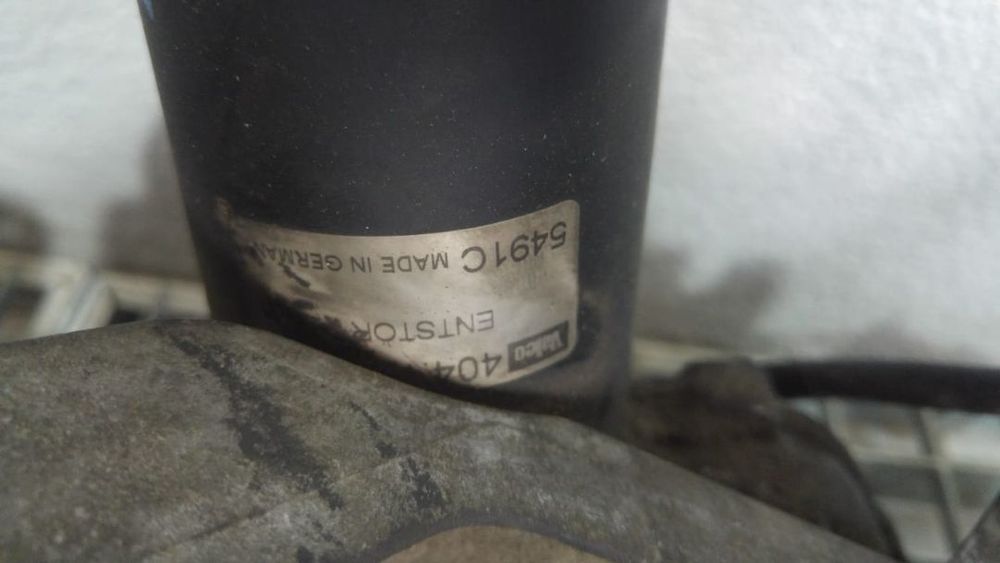 Valeo 404
ENTSTÖR
5491C MADE IN GERMAN